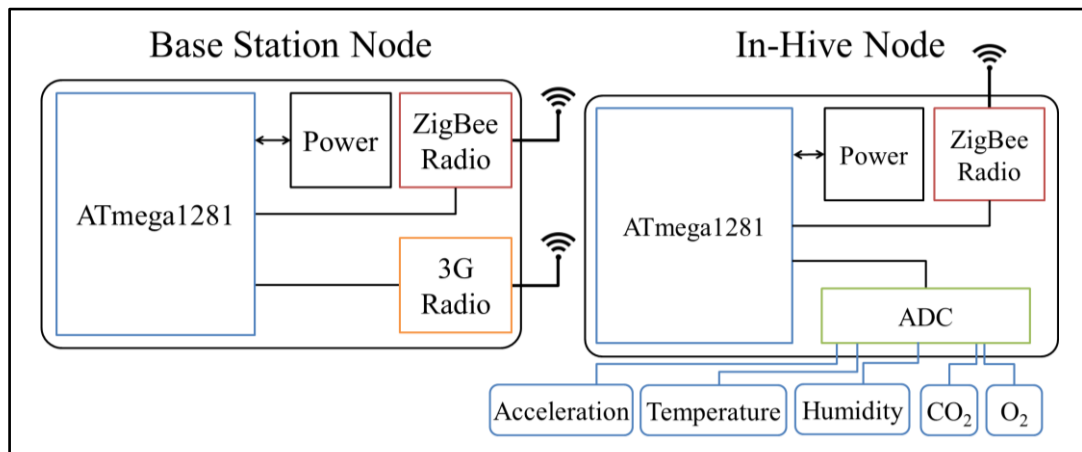 Base Station Node
ATmega1281
Power
ZigBee
Radio
3G
Radio
In-Hive Node
ATmega1281
Power
ZigBee
Radio
ADC
Acceleration
Temperature
Humidity
CO₂
O₂